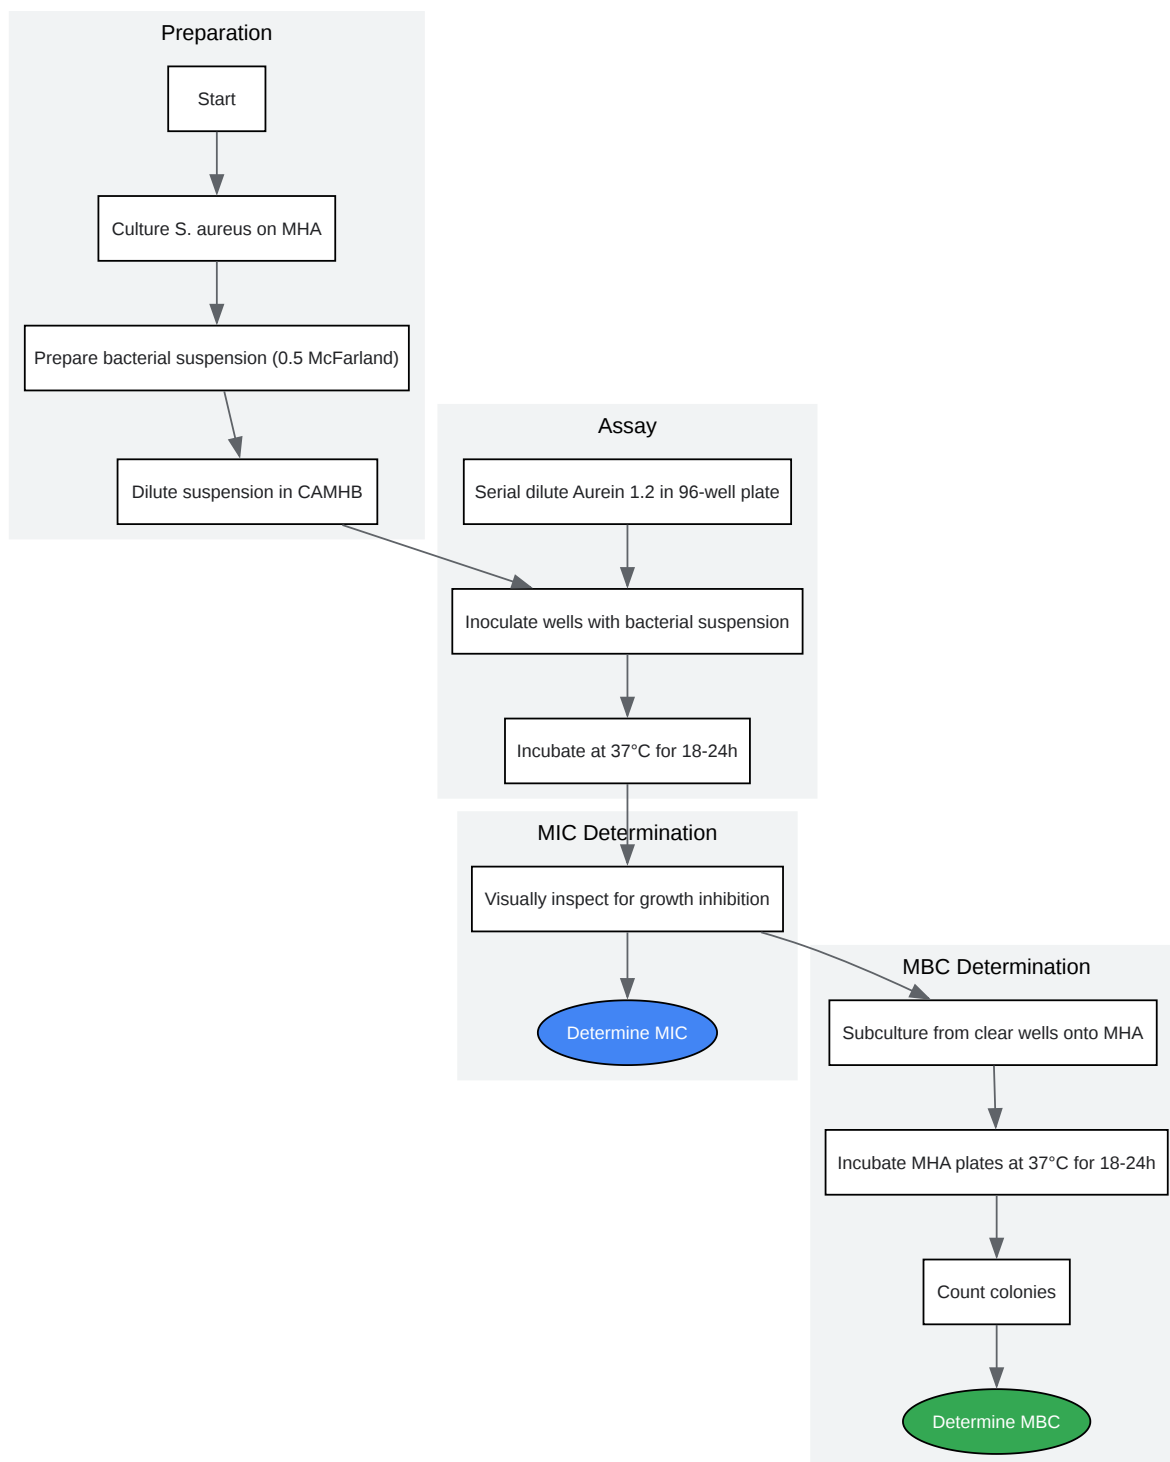 Preparation
Start
Culture S. aureus on MHA
Prepare bacterial suspension (0.5 McFarland)
Dilute suspension in CAMHB
Assay
Serial dilute Aurein 1.2 in 96-well plate
Inoculate wells with bacterial suspension
Incubate at 37°C for 18-24h
MIC Determination
Visually inspect for growth inhibition
Determine MIC
MBC Determination
Subculture from clear wells onto MHA
Incubate MHA plates at 37°C for 18-24h
Count colonies
Determine MBC